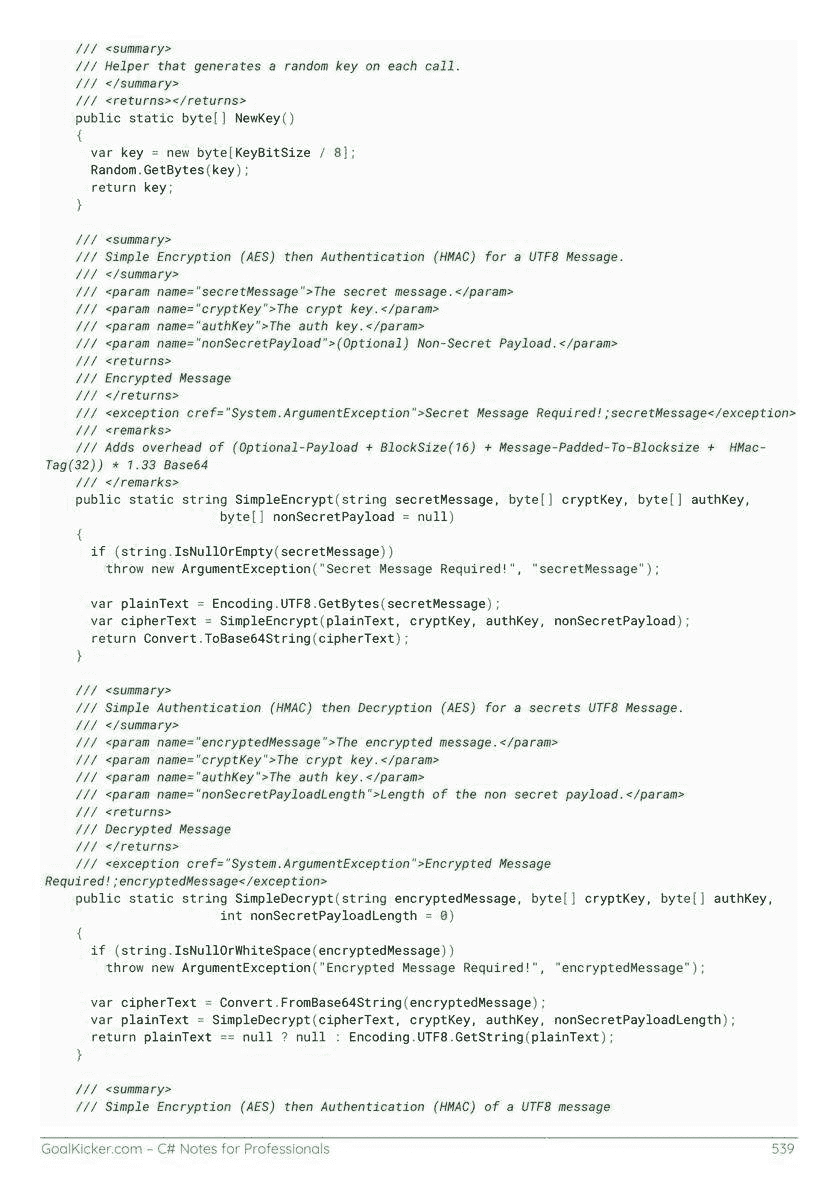 /// <summary>
/// Helper that generates a random key on each call.
/// </summary>
/// <returns></returns>
public static byte[] NewKey()
{
var key = new byte[KeyBitSize / 8];
Random.GetBytes(key);
return key;
}
/// <summary>
/// Simple Encryption (AES) then Authentication (HMAC) for a UTF8 Message.
/// </summary>
/// <param name="secretMessage">The secret message.</param>
/// <param name="cryptKey">The crypt key.</param>
/// <param name="authKey">The auth key.</param>
/// <param name="nonSecretPayload">(Optional) Non-Secret Payload.</param>
/// <returns>
/// Encrypted Message
/// </returns>
/// <exception cref="System.ArgumentException">Secret Message Required!;secretMessage</exception>
/// <remarks>
/// Adds overhead of (Optional-Payload + BlockSize(16) + Message-Padded-To-Blocksize +  HMac-
Tag(32)) * 1.33 Base64
/// </remarks>
public static string SimpleEncrypt(string secretMessage, byte[] cryptKey, byte[] authKey,
byte[] nonSecretPayload = null)
{
if (string.IsNullOrEmpty(secretMessage))
throw new ArgumentException("Secret Message Required!", "secretMessage");
var plainText = Encoding.UTF8.GetBytes(secretMessage);
var cipherText = SimpleEncrypt(plainText, cryptKey, authKey, nonSecretPayload);
return Convert.ToBase64String(cipherText);
}
/// <summary>
/// Simple Authentication (HMAC) then Decryption (AES) for a secrets UTF8 Message.
/// </summary>
/// <param name="encryptedMessage">The encrypted message.</param>
/// <param name="cryptKey">The crypt key.</param>
/// <param name="authKey">The auth key.</param>
/// <param name="nonSecretPayloadLength">Length of the non secret payload.</param>
/// <returns>
/// Decrypted Message
/// </returns>
/// <exception cref="System.ArgumentException">Encrypted Message
Required!;encryptedMessage</exception>
public static string SimpleDecrypt(string encryptedMessage, byte[] cryptKey, byte[] authKey,
int nonSecretPayloadLength = 0)
{
if (string.IsNullOrWhiteSpace(encryptedMessage))
throw new ArgumentException("Encrypted Message Required!", "encryptedMessage");
var cipherText = Convert.FromBase64String(encryptedMessage);
var plainText = SimpleDecrypt(cipherText, cryptKey, authKey, nonSecretPayloadLength);
return plainText == null ? null : Encoding.UTF8.GetString(plainText);
}
/// <summary>
/// Simple Encryption (AES) then Authentication (HMAC) of a UTF8 message
GoalKicker.com – C# Notes for Professionals 539